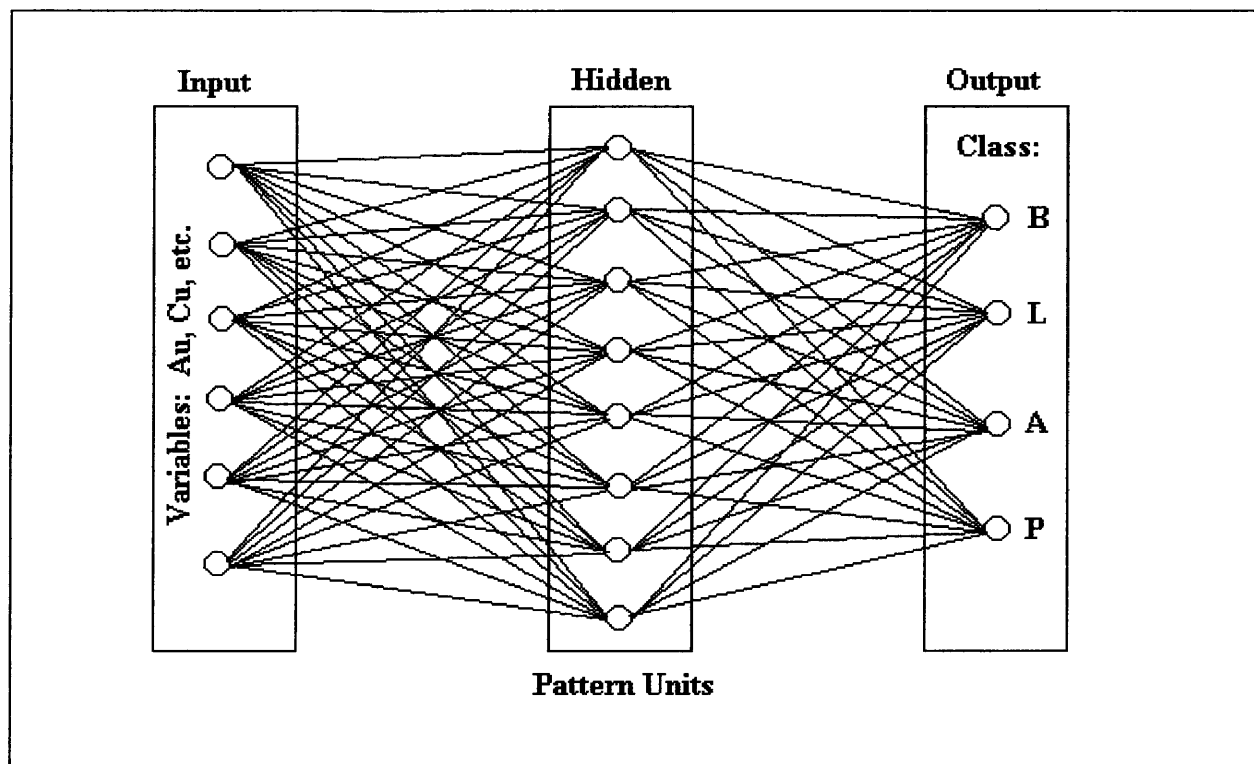 Input
Hidden
Output
Variables: Au, Cu, etc.
Class:
B
L
A
P
Pattern Units